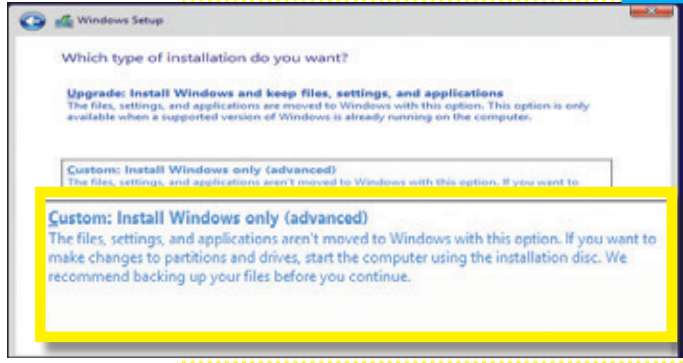 Windows Setup
Which type of installation do you want?
Upgrade: Install Windows and keep files, settings, and applications
The files, settings, and applications are moved to Windows with this option. This option is only
available when a supported version of Windows is already running on the computer.
Custom: Install Windows only (advanced)
The files, settings, and applications aren't moved to Windows with this option. If you want to
Custom: Install Windows only (advanced)
The files, settings, and applications aren't moved to Windows with this option. If you want to
make changes to partitions and drives, start the computer using the installation disc. We
recommend backing up your files before you continue.